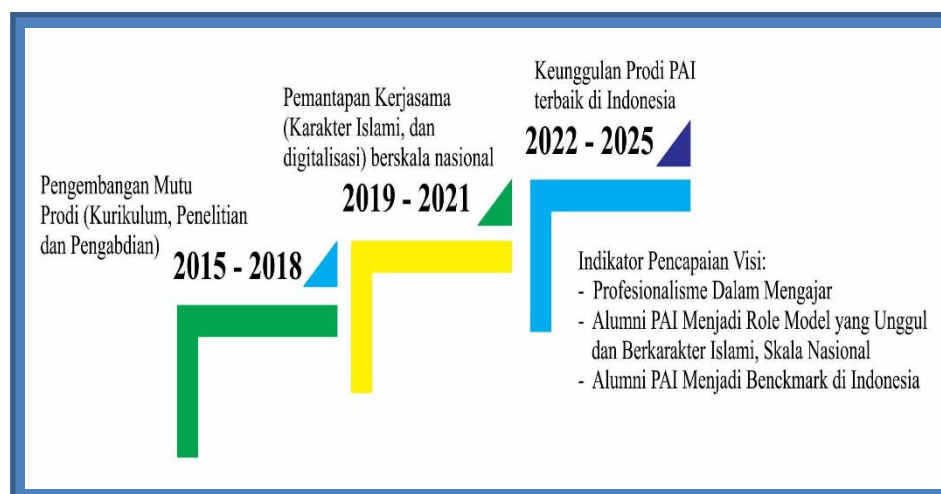 Pengembangan Mutu
Prodi (Kurikulum, Penelitian
dan Pengabdian)
2015 - 2018
Pemantapan Kerjasama
(Karakter Islami, dan
digitalisasi) berskala nasional
2019 - 2021
Keunggulan Prodi PAI
terbaik di Indonesia
2022 - 2025
Indikator Pencapaian Visi:
- Profesionalisme Dalam Mengajar
- Alumni PAI Menjadi Role Model yang Unggul
dan Berkarakter Islami, Skala Nasional
- Alumni PAI Menjadi Benckmark di Indonesia